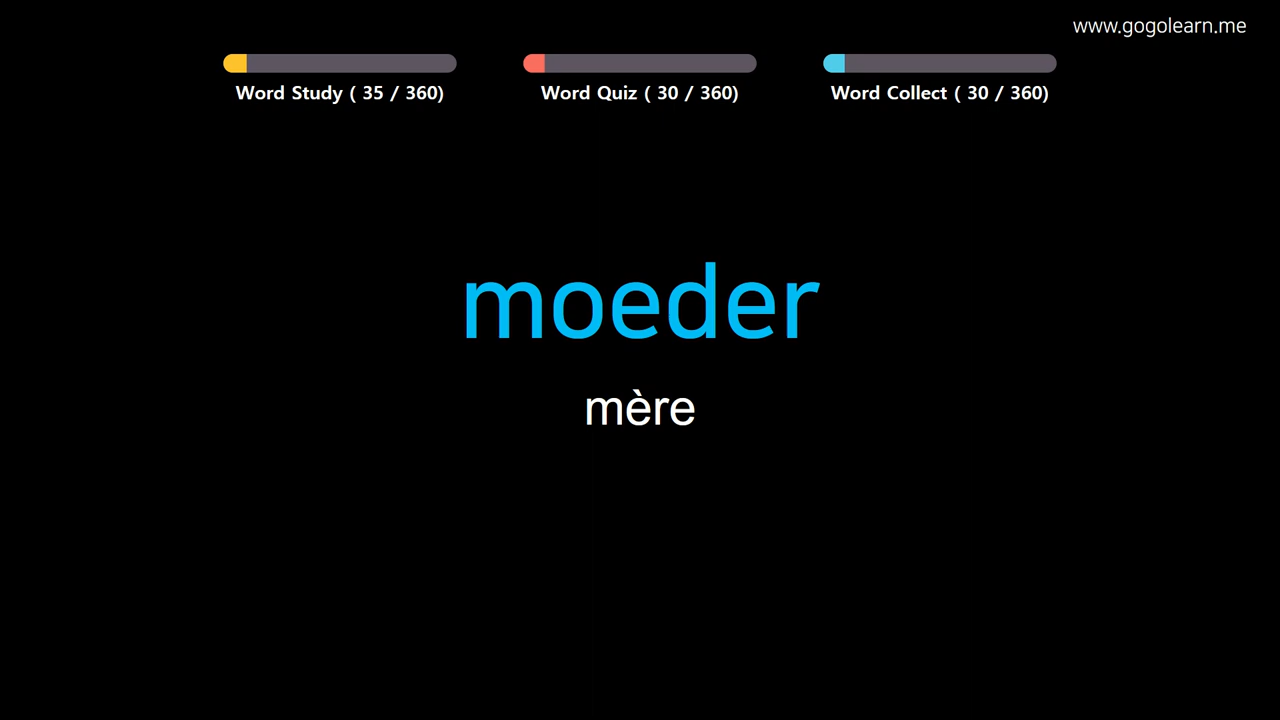 www.gogolearn.me
Word Study ( 35 / 360)
Word Quiz ( 30 / 360)
Word Collect ( 30 / 360)
moeder
mère